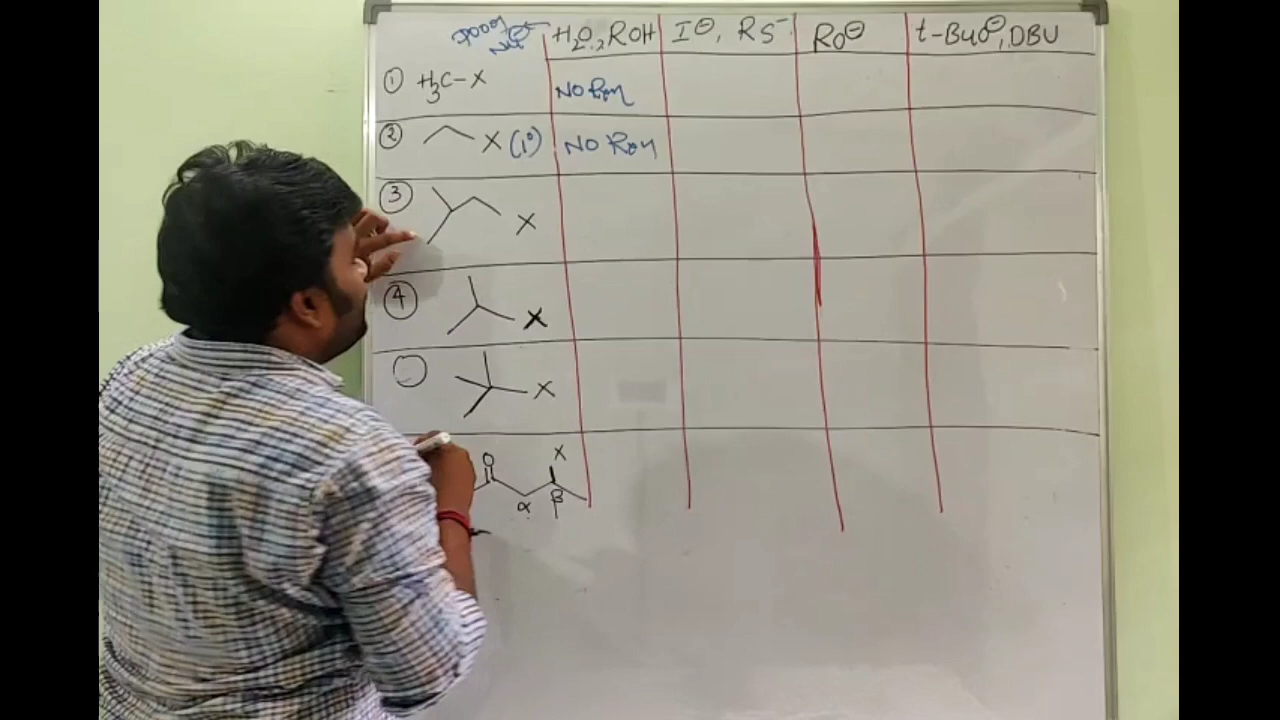 poor Nu⊖ ← H₂O, ROH I⊖, RS⁻ RO⊖ t-BuO⊖, DBU
① H₃C-X NO Rxn
② X (1°) NO Rxn
③ X
④ X
X
O X
α β